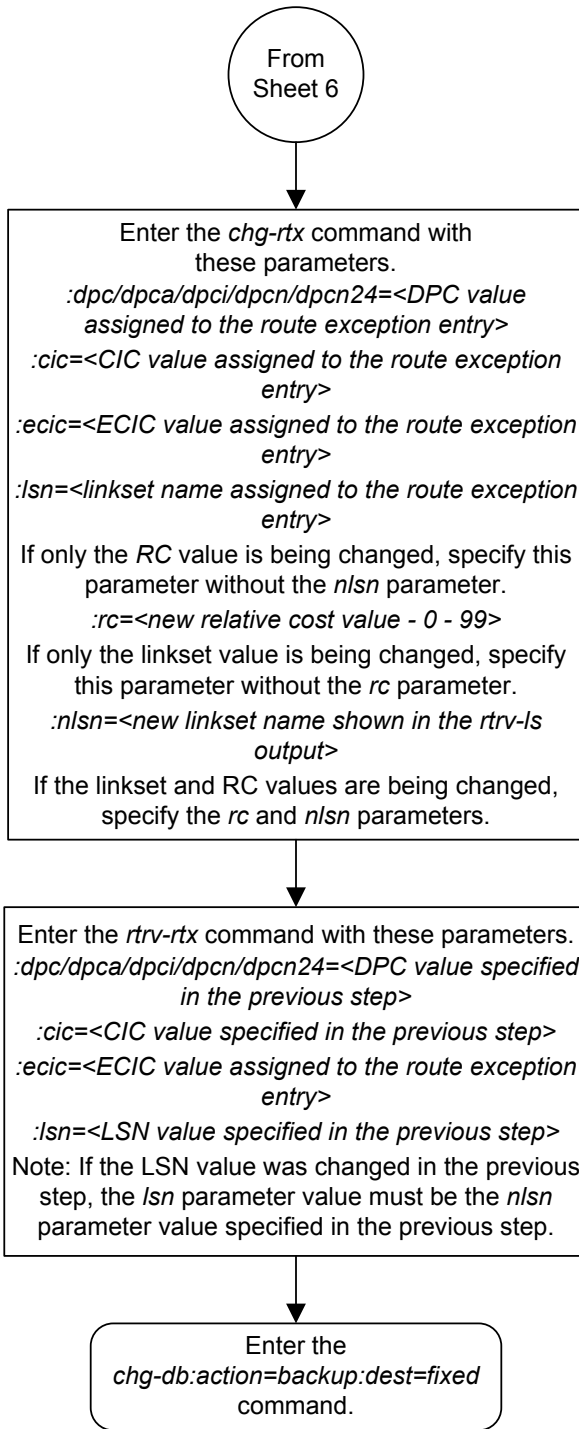 From
Sheet 6
Enter the chg-rtx command with
these parameters.
:dpc/dpca/dpci/dpcn/dpcn24=<DPC value
assigned to the route exception entry>
:cic=<CIC value assigned to the route exception
entry>
:ecic=<ECIC value assigned to the route exception
entry>
:lsn=<linkset name assigned to the route exception
entry>
If only the RC value is being changed, specify this
parameter without the nlsn parameter.
:rc=<new relative cost value - 0 - 99>
If only the linkset value is being changed, specify
this parameter without the rc parameter.
:nlsn=<new linkset name shown in the rtrv-ls
output>
If the linkset and RC values are being changed,
specify the rc and nlsn parameters.
Enter the rtrv-rtx command with these parameters.
:dpc/dpca/dpci/dpcn/dpcn24=<DPC value specified
in the previous step>
:cic=<CIC value specified in the previous step>
:ecic=<ECIC value assigned to the route exception
entry>
:lsn=<LSN value specified in the previous step>
Note: If the LSN value was changed in the previous
step, the lsn parameter value must be the nlsn
parameter value specified in the previous step.
Enter the
chg-db:action=backup:dest=fixed
command.